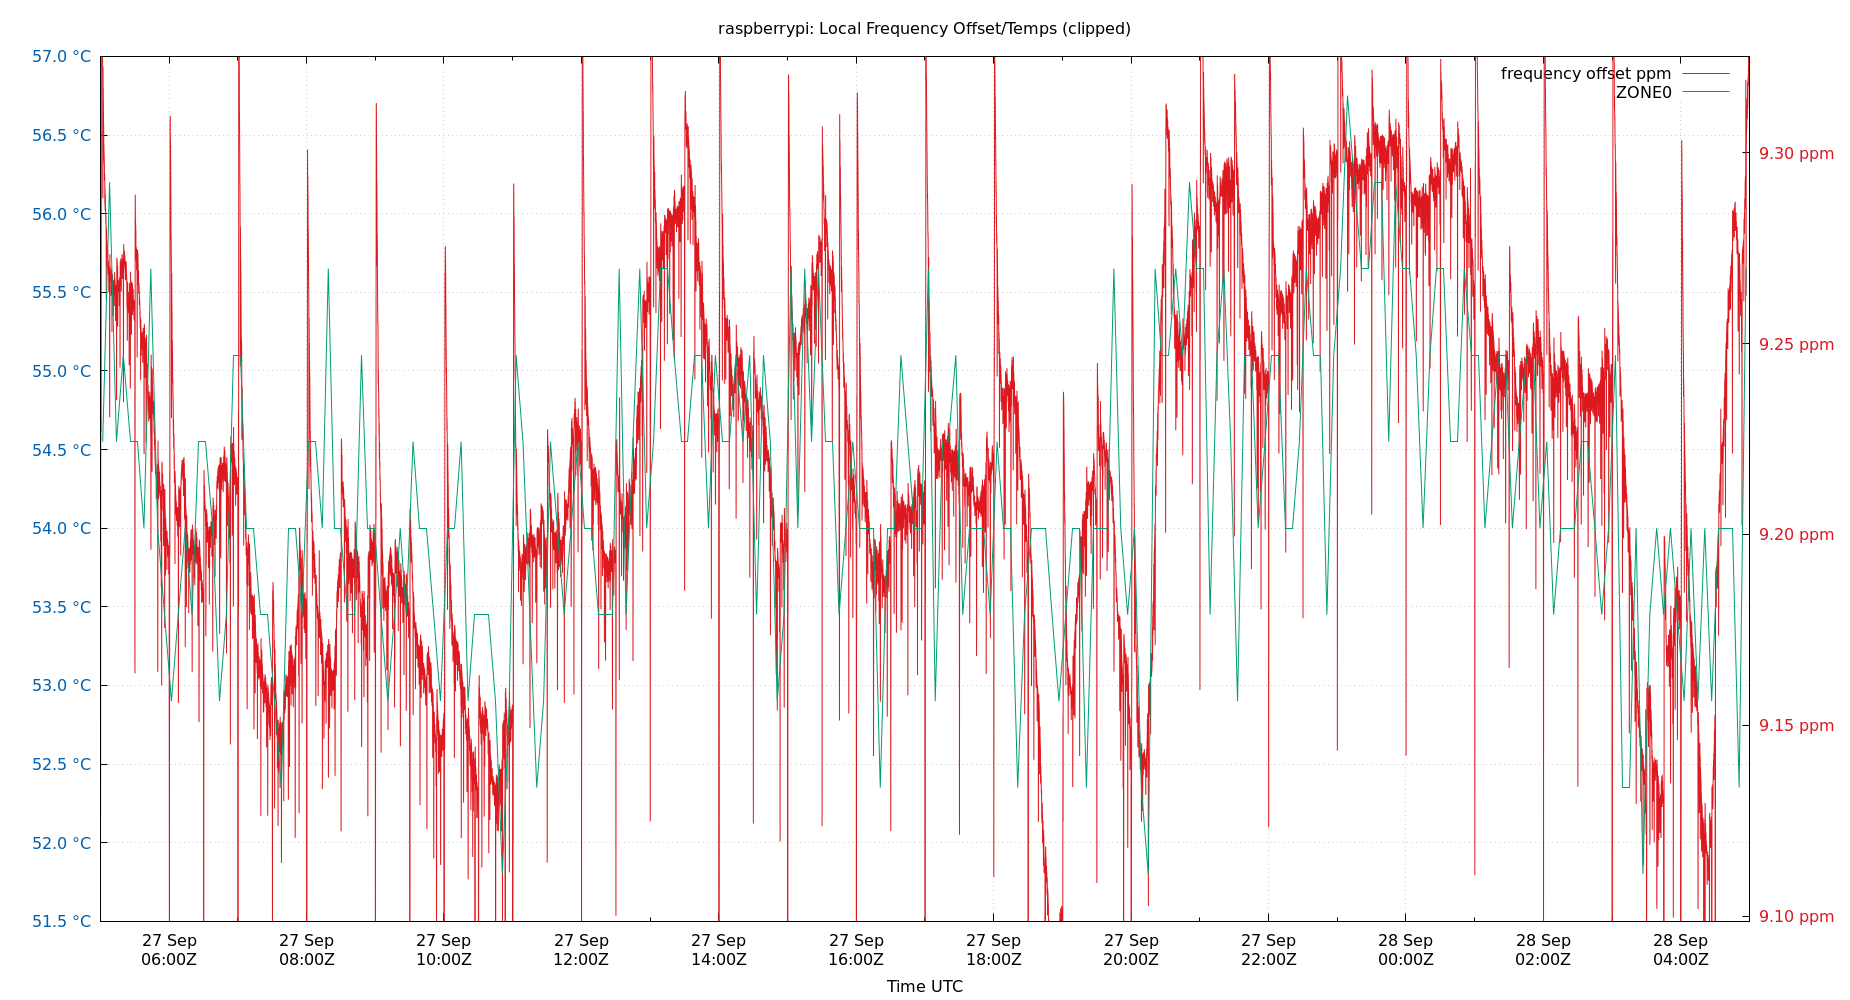 raspberrypi: Local Frequency Offset/Temps (clipped)
57.0 °C
56.5 °C
56.0 °C
55.5 °C
55.0 °C
54.5 °C
54.0 °C
53.5 °C
53.0 °C
52.5 °C
52.0 °C
51.5 °C
frequency offset ppm
ZONE0
9.30 ppm
9.25 ppm
9.20 ppm
9.15 ppm
9.10 ppm
27 Sep 27 Sep 27 Sep 27 Sep 27 Sep 27 Sep 27 Sep 27 Sep 27 Sep 28 Sep 28 Sep 28 Sep
06:00Z 08:00Z 10:00Z 12:00Z 14:00Z 16:00Z 18:00Z 20:00Z 22:00Z 00:00Z 02:00Z 04:00Z
Time UTC